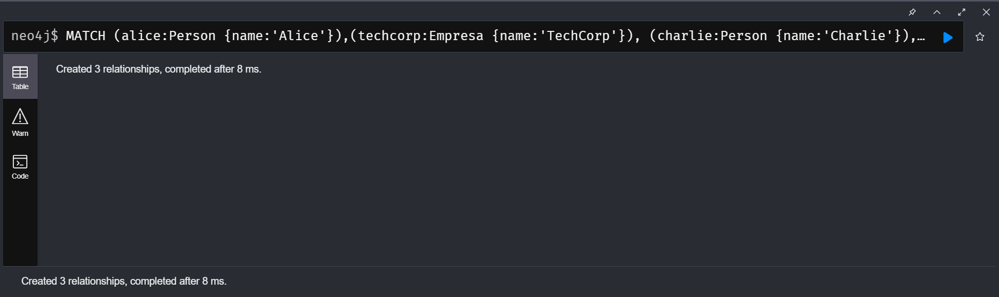 neo4j$ MATCH (alice:Person {name:'Alice'}),(techcorp:Empresa {name:'TechCorp'}), (charlie:Person {name:'Charlie'}),…
Table
Created 3 relationships, completed after 8 ms.
Warn
Code
Created 3 relationships, completed after 8 ms.